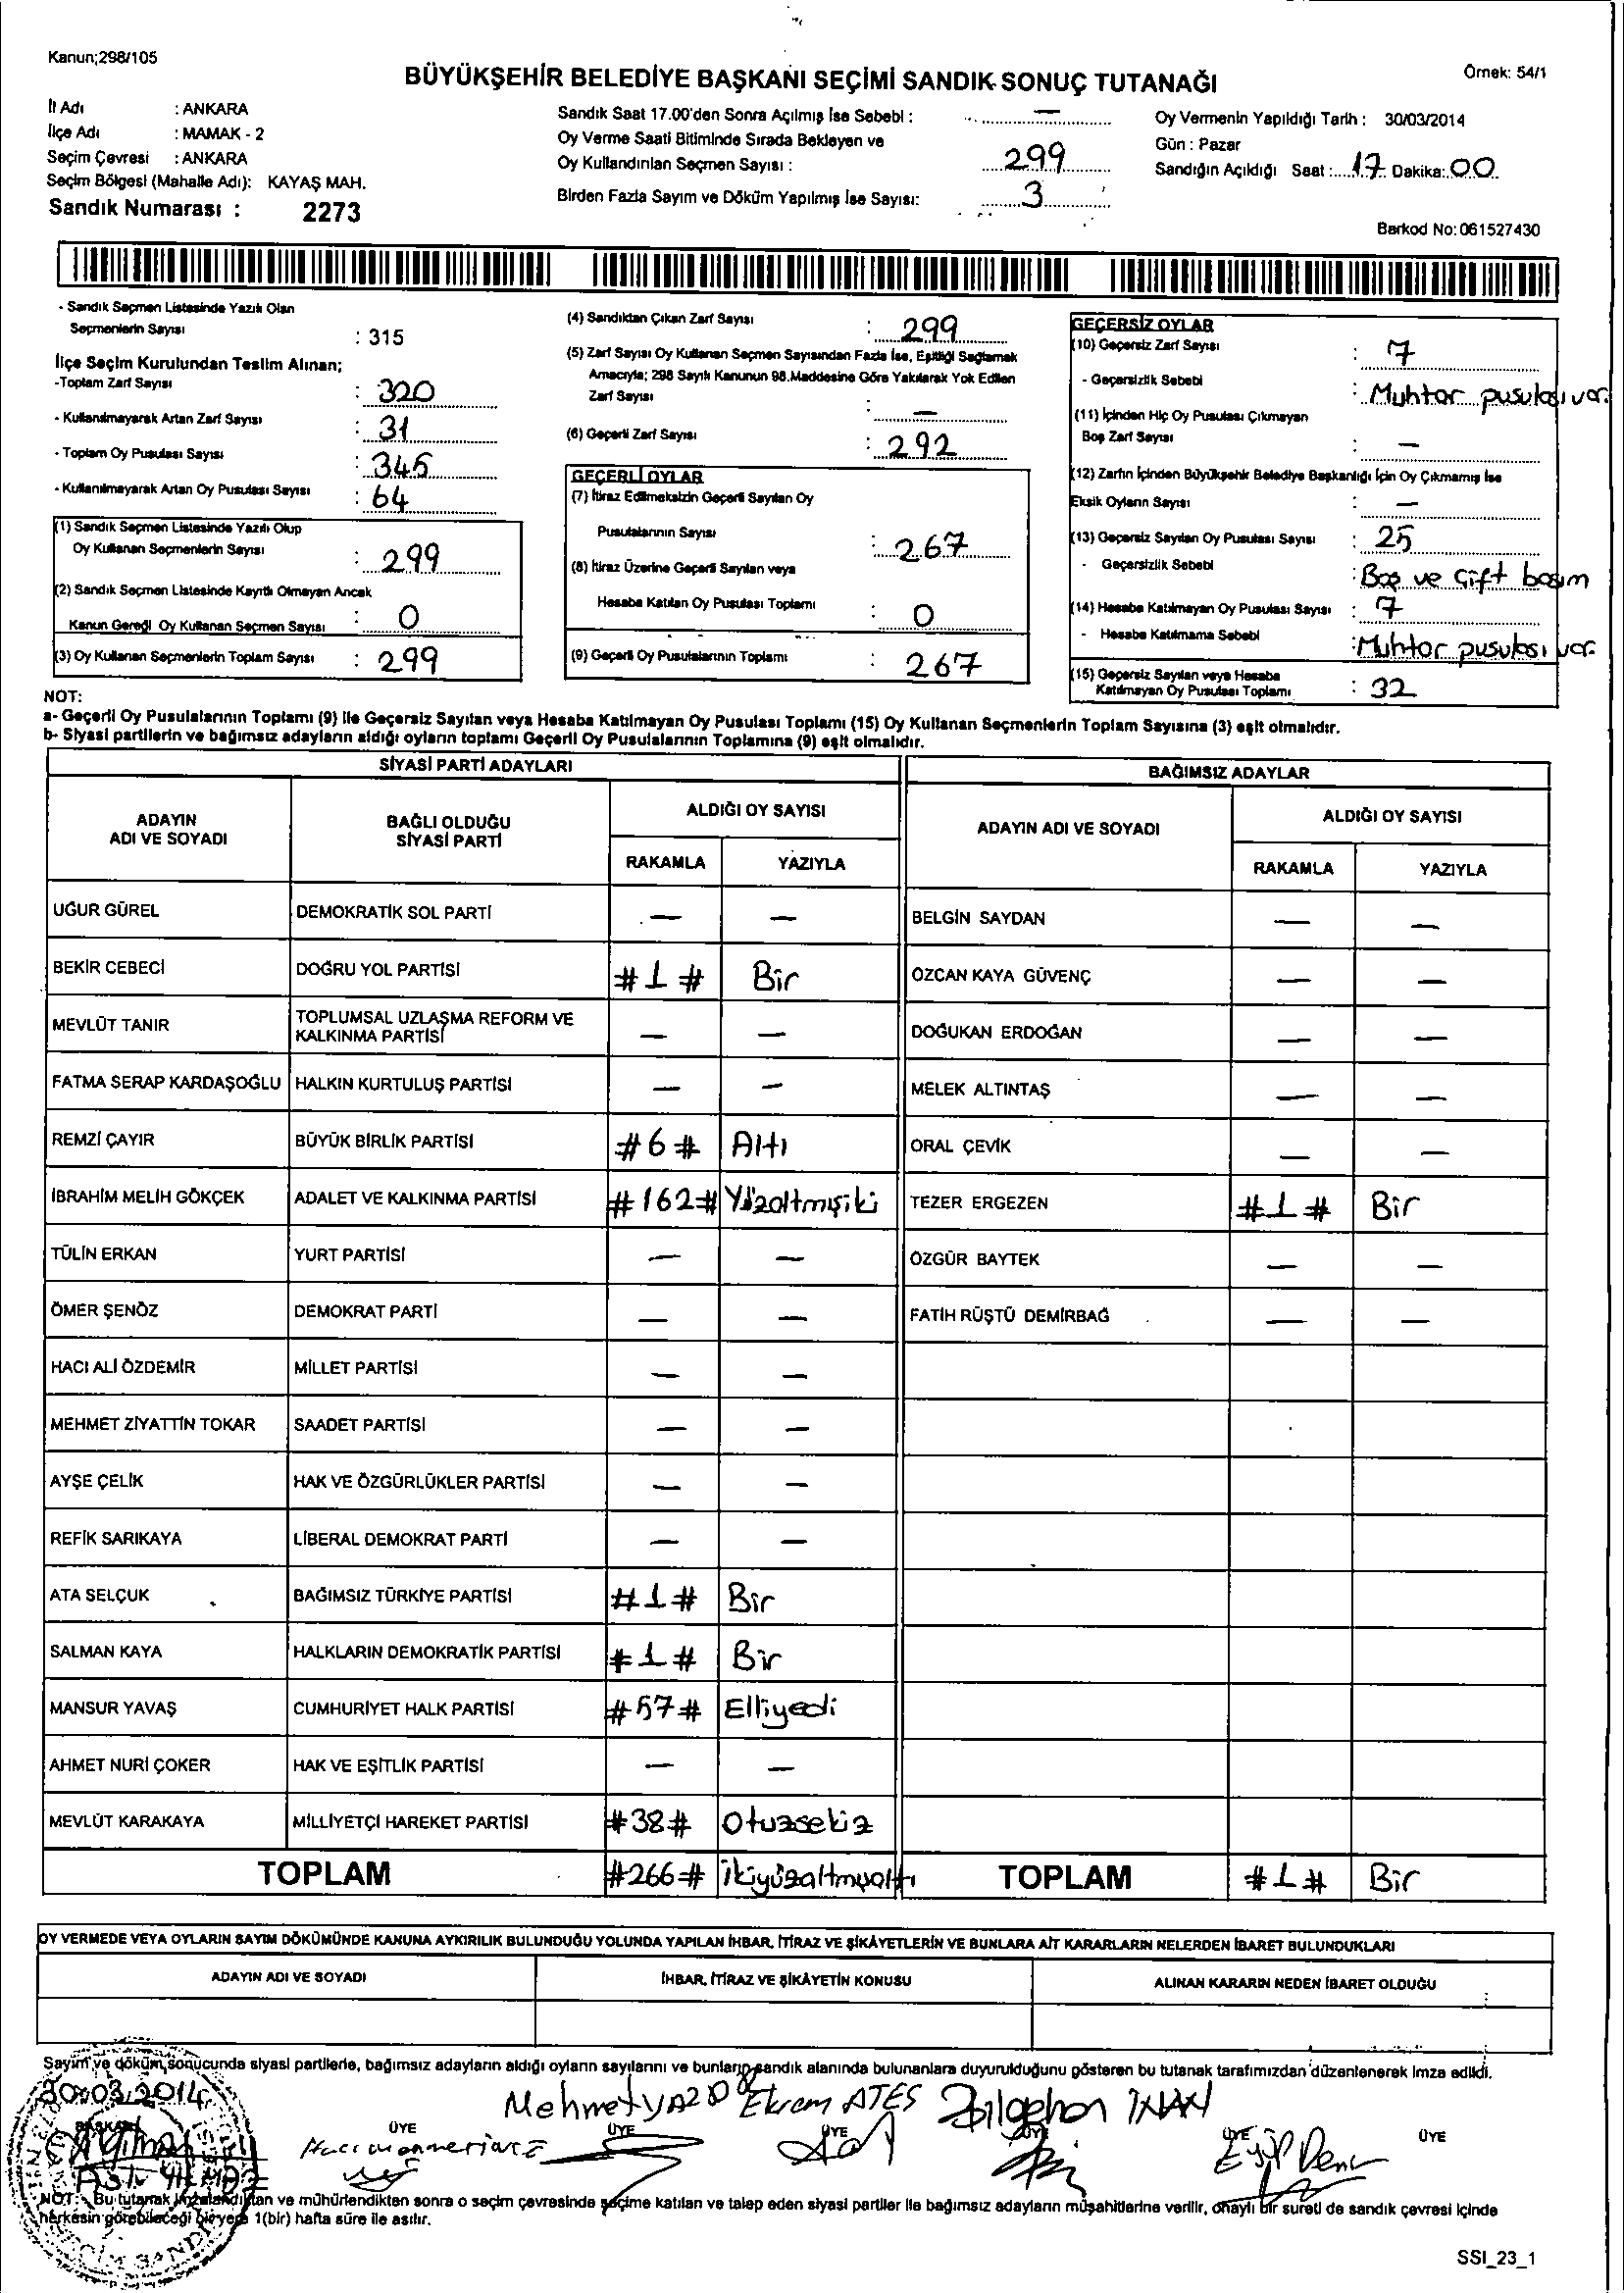 Kanun;298/105
Örnek: 54/1
BÜYÜKŞEHİR BELEDİYE BAŞKANI SEÇİMİ SANDIK SONUÇ TUTANAĞI
İl Adı : ANKARA
İlçe Adı : MAMAK - 2
Seçim Çevresi : ANKARA
Seçim Bölgesi (Mahalle Adı): KAYAŞ MAH.
Sandık Numarası : 2273
Sandık Saat 17.00'den Sonra Açılmış İse Sebebi : —
Oy Verme Saati Bitiminde Sırada Bekleyen ve
Oy Kullandırılan Seçmen Sayısı : 299
Birden Fazla Sayım ve Döküm Yapılmış İse Sayısı: 3
Oy Vermenin Yapıldığı Tarih : 30/03/2014
Gün : Pazar
Sandığın Açıldığı Saat : 17 Dakika: 00
Barkod No: 061527430
- Sandık Seçmen Listesinde Yazılı Olan
Seçmenlerin Sayısı : 315
İlçe Seçim Kurulundan Teslim Alınan;
-Toplam Zarf Sayısı : 320
- Kullanılmayarak Artan Zarf Sayısı : 31
- Toplam Oy Pusulası Sayısı : 345
- Kullanılmayarak Artan Oy Pusulası Sayısı : 64
(1) Sandık Seçmen Listesinde Yazılı Olup
Oy Kullanan Seçmenlerin Sayısı : 299
(2) Sandık Seçmen Listesinde Kayıtlı Olmayan Ancak
Kanun Gereği Oy Kullanan Seçmen Sayısı : 0
(3) Oy Kullanan Seçmenlerin Toplam Sayısı : 299
(4) Sandıktan Çıkan Zarf Sayısı : 299
(5) Zarf Sayısı Oy Kullanan Seçmen Sayısından Fazla İse, Eşitliği Sağlamak
Amacıyla; 298 Sayılı Kanunun 98.Maddesine Göre Yakılarak Yok Edilen
Zarf Sayısı : —
(6) Geçerli Zarf Sayısı : 292
GEÇERLİ OYLAR
(7) İtiraz Edilmeksizin Geçerli Sayılan Oy
Pusulalarının Sayısı : 267
(8) İtiraz Üzerine Geçerli Sayılan veya
Hesaba Katılan Oy Pusulası Toplamı : 0
(9) Geçerli Oy Pusulalarının Toplamı : 267
GEÇERSİZ OYLAR
(10) Geçersiz Zarf Sayısı : 7
- Geçersizlik Sebebi : Muhtar pusulası var.
(11) İçinden Hiç Oy Pusulası Çıkmayan
Boş Zarf Sayısı : —
(12) Zarfın İçinden Büyükşehir Belediye Başkanlığı İçin Oy Çıkmamış İse
Eksik Oyların Sayısı : —
(13) Geçersiz Sayılan Oy Pusulası Sayısı : 25
- Geçersizlik Sebebi : Boş ve Çift basım
(14) Hesaba Katılmayan Oy Pusulası Sayısı : 7
- Hesaba Katılmama Sebebi : Muhtar pusulası var.
(15) Geçersiz Sayılan veya Hesaba
Katılmayan Oy Pusulası Toplamı : 32
NOT:
a- Geçerli Oy Pusulalarının Toplamı (9) ile Geçersiz Sayılan veya Hesaba Katılmayan Oy Pusulası Toplamı (15) Oy Kullanan Seçmenlerin Toplam Sayısına (3) eşit olmalıdır.
b- Siyasi partilerin ve bağımsız adayların aldığı oyların toplamı Geçerli Oy Pusulalarının Toplamına (9) eşit olmalıdır.
SİYASİ PARTİ ADAYLARI
ADAYIN ADI VE SOYADI BAĞLI OLDUĞU SİYASİ PARTİ ALDIĞI OY SAYISI
RAKAMLA YAZIYLA
UĞUR GÜREL DEMOKRATİK SOL PARTİ — —
BEKİR CEBECİ DOĞRU YOL PARTİSİ #1# Bir
MEVLÜT TANIR TOPLUMSAL UZLAŞMA REFORM VE KALKINMA PARTİSİ — —
FATMA SERAP KARDAŞOĞLU HALKIN KURTULUŞ PARTİSİ — —
REMZİ ÇAYIR BÜYÜK BİRLİK PARTİSİ #6# Altı
İBRAHİM MELİH GÖKÇEK ADALET VE KALKINMA PARTİSİ #162# Yüzaltmışiki
TÜLİN ERKAN YURT PARTİSİ — —
ÖMER ŞENÖZ DEMOKRAT PARTİ — —
HACI ALİ ÖZDEMİR MİLLET PARTİSİ — —
MEHMET ZİYATTİN TOKAR SAADET PARTİSİ — —
AYŞE ÇELİK HAK VE ÖZGÜRLÜKLER PARTİSİ — —
REFİK SARIKAYA LİBERAL DEMOKRAT PARTİ — —
ATA SELÇUK BAĞIMSIZ TÜRKİYE PARTİSİ #1# Bir
SALMAN KAYA HALKLARIN DEMOKRATİK PARTİSİ #1# Bir
MANSUR YAVAŞ CUMHURİYET HALK PARTİSİ #57# Elliyedi
AHMET NURİ ÇOKER HAK VE EŞİTLİK PARTİSİ — —
MEVLÜT KARAKAYA MİLLİYETÇİ HAREKET PARTİSİ #38# Otuzsekiz
TOPLAM #266# İkiyüzaltmışaltı
BAĞIMSIZ ADAYLAR
ADAYIN ADI VE SOYADI ALDIĞI OY SAYISI
RAKAMLA YAZIYLA
BELGİN SAYDAN — —
ÖZCAN KAYA GÜVENÇ — —
DOĞUKAN ERDOĞAN — —
MELEK ALTINTAŞ — —
ORAL ÇEVİK — —
TEZER ERGEZEN #1# Bir
ÖZGÜR BAYTEK — —
FATİH RÜŞTÜ DEMİRBAĞ — —
TOPLAM #1# Bir
OY VERMEDE VEYA OYLARIN SAYIM DÖKÜMÜNDE KANUNA AYKIRILIK BULUNDUĞU YOLUNDA YAPILAN İHBAR, İTİRAZ VE ŞİKÂYETLERİN VE BUNLARA AİT KARARLARIN NELERDEN İBARET BULUNDUKLARI
ADAYIN ADI VE SOYADI İHBAR, İTİRAZ VE ŞİKÂYETİN KONUSU ALINAN KARARIN NEDEN İBARET OLDUĞU
Sayım ve döküm sonucunda siyasi partilerle, bağımsız adayların aldığı oyların sayılarını ve bunların sandık alanında bulunanlara duyurulduğunu gösteren bu tutanak tarafımızdan düzenlenerek imza edildi.
30.03.2014
Mehmet Ekrem ATEŞ Bilgehan İNAN
BAŞKAN ÜYE ÜYE ÜYE ÜYE ÜYE ÜYE
Eyüp
NOT: Bu tutanak imzalandıktan ve mühürlendikten sonra o seçim çevresinde seçime katılan ve talep eden siyasi partiler ile bağımsız adayların müşahitlerine verilir, onaylı bir sureti de sandık çevresi içinde
herkesin görebileceği bir yere 1(bir) hafta süre ile asılır.
SSI_23_1